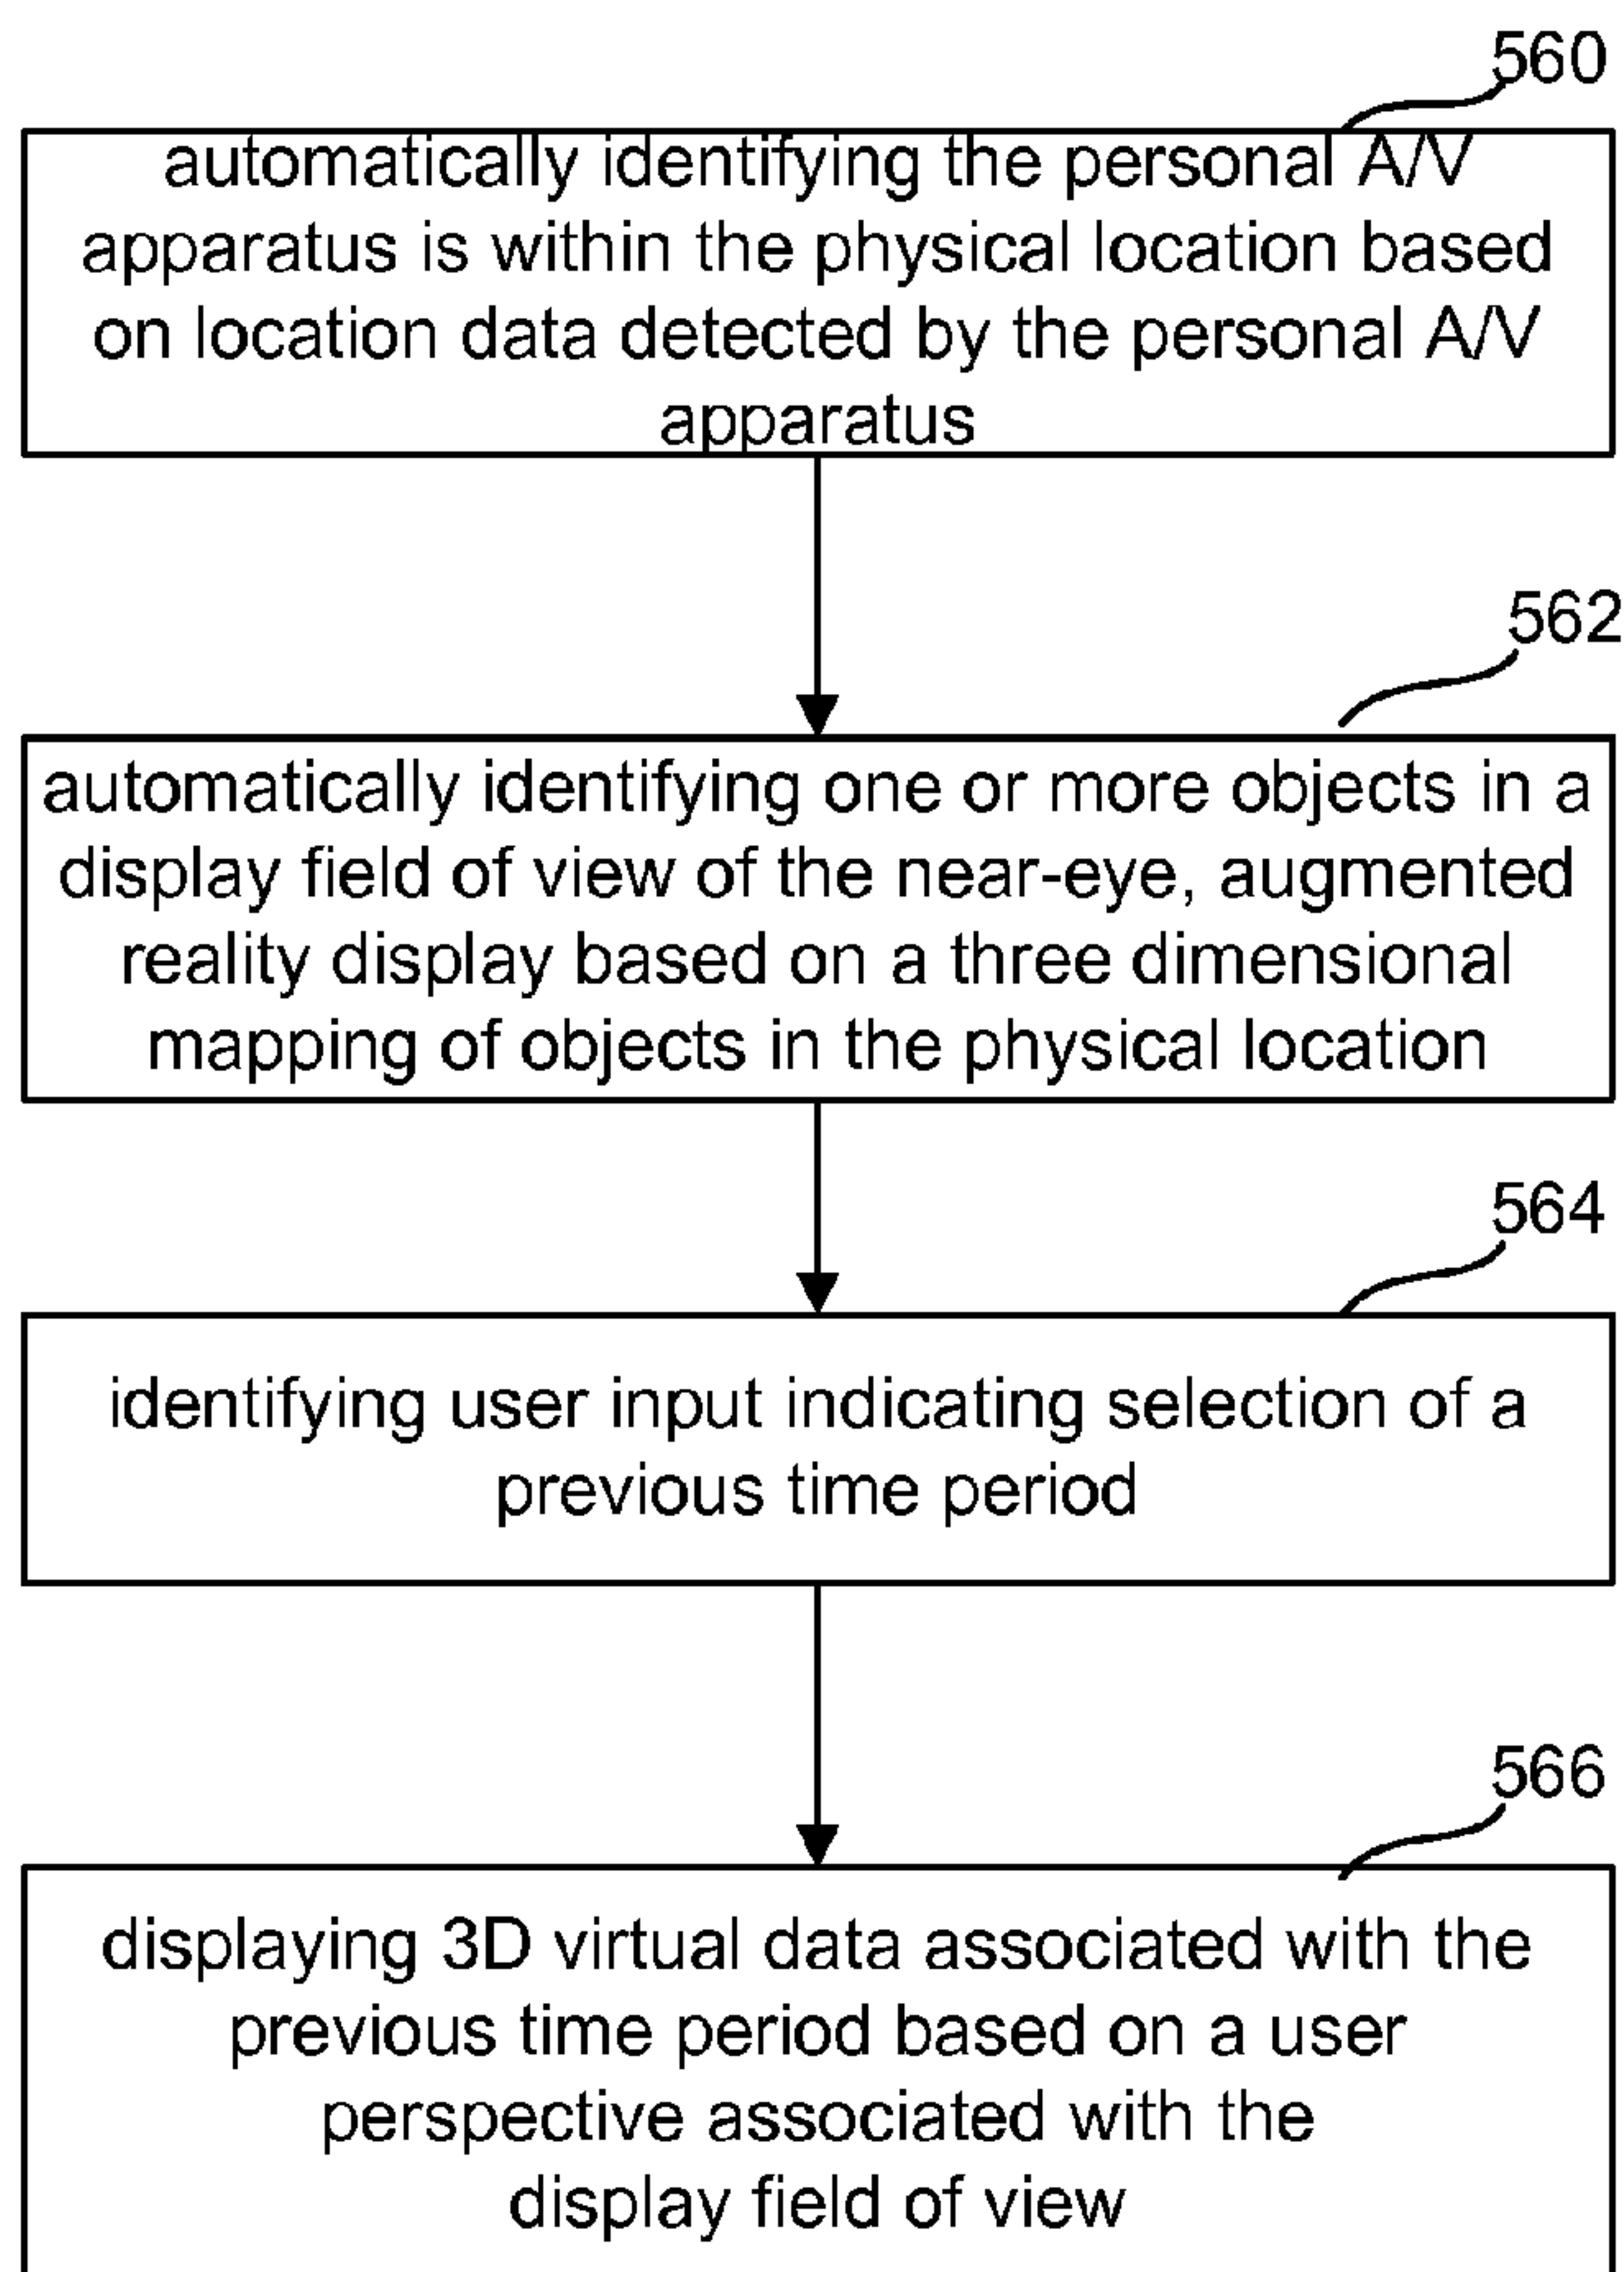 560
automatically identifying the personal A/V
apparatus is within the physical location based
on location data detected by the personal A/V
apparatus
562
automatically identifying one or more objects in a
display field of view of the near-eye, augmented
reality display based on a three dimensional
mapping of objects in the physical location
564
identifying user input indicating selection of a
previous time period
566
displaying 3D virtual data associated with the
previous time period based on a user
perspective associated with the
display field of view